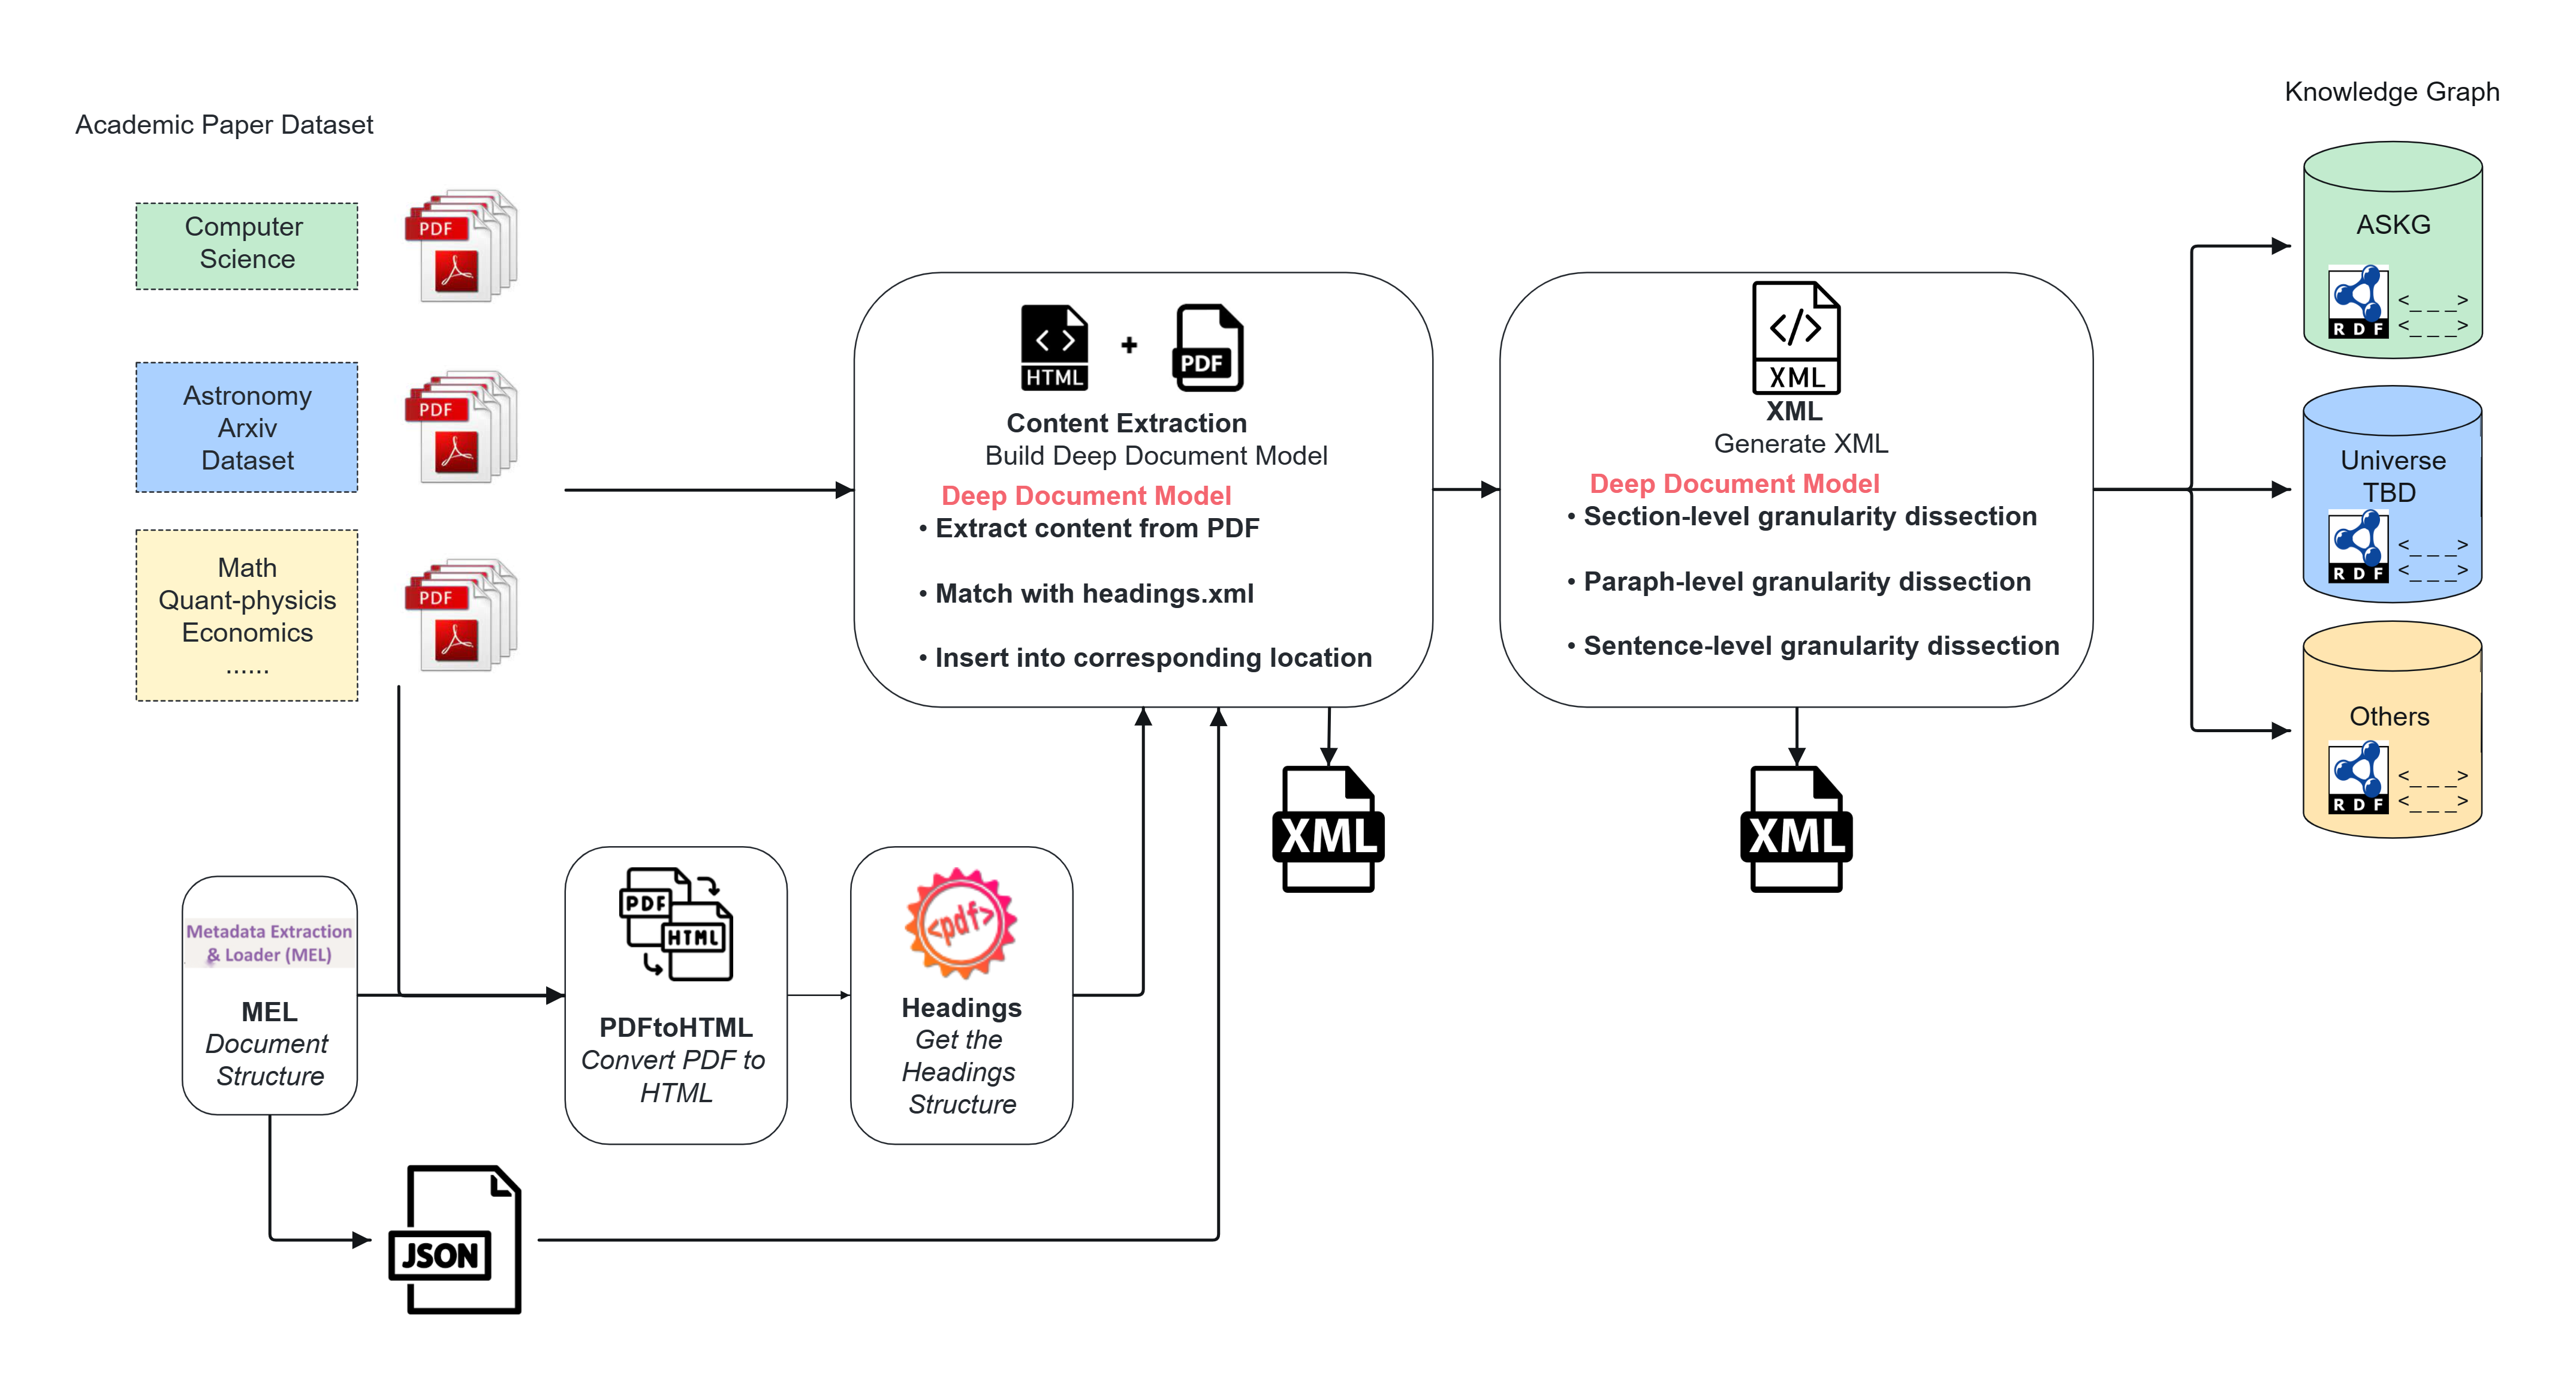 Academic Paper Dataset
Computer
Science
PDF
Astronomy
Arxiv
Dataset
PDF
Math
Quant-physicis
Economics
......
PDF
HTML
+
PDF
Content Extraction
Build Deep Document Model
Deep Document Model
• Extract content from PDF
• Match with headings.xml
• Insert into corresponding location
XML
</>
XML
Generate XML
Deep Document Model
• Section-level granularity dissection
• Paraph-level granularity dissection
• Sentence-level granularity dissection
Knowledge Graph
ASKG
RDF
<_ _ _>
<_ _ _>
Universe
TBD
RDF
<_ _ _>
<_ _ _>
Others
RDF
<_ _ _>
<_ _ _>
XML
XML
Metadata Extraction
& Loader (MEL)
MEL
Document
Structure
PDF
HTML
PDFtoHTML
Convert PDF to
HTML
<pdf>
Headings
Get the
Headings
Structure
JSON